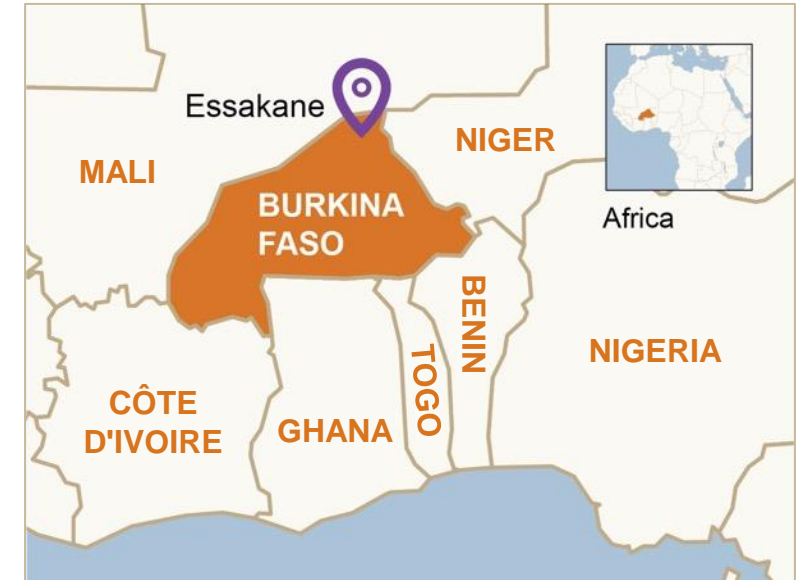 Essakane
NIGER
MALI
Africa
BURKINA
FASO
BENIN
NIGERIA
TOGO
CÔTE
D'IVOIRE
GHANA